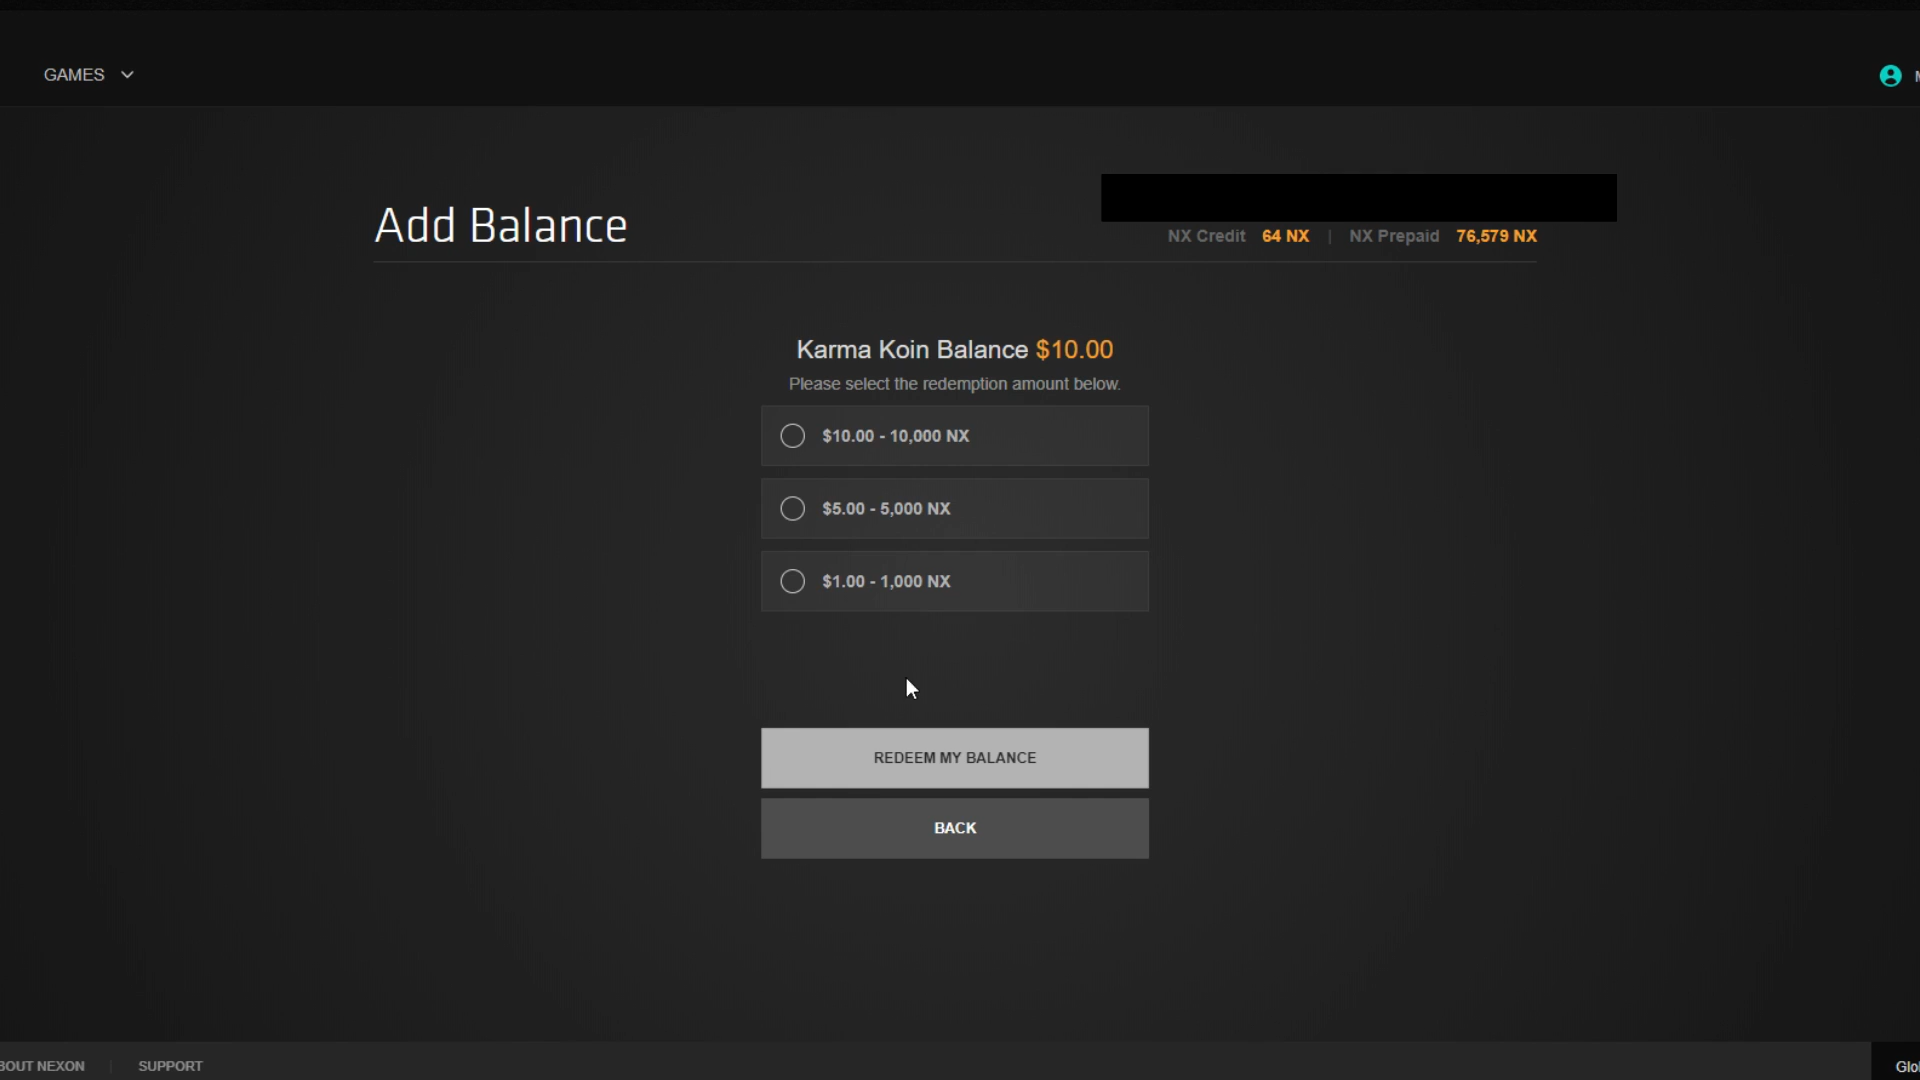 GAMES
Add Balance
NX Credit 64 NX | NX Prepaid 76,579 NX
Karma Koin Balance $10.00
Please select the redemption amount below.
$10.00 - 10,000 NX
$5.00 - 5,000 NX
$1.00 - 1,000 NX
REDEEM MY BALANCE
BACK
BOUT NEXON | SUPPORT